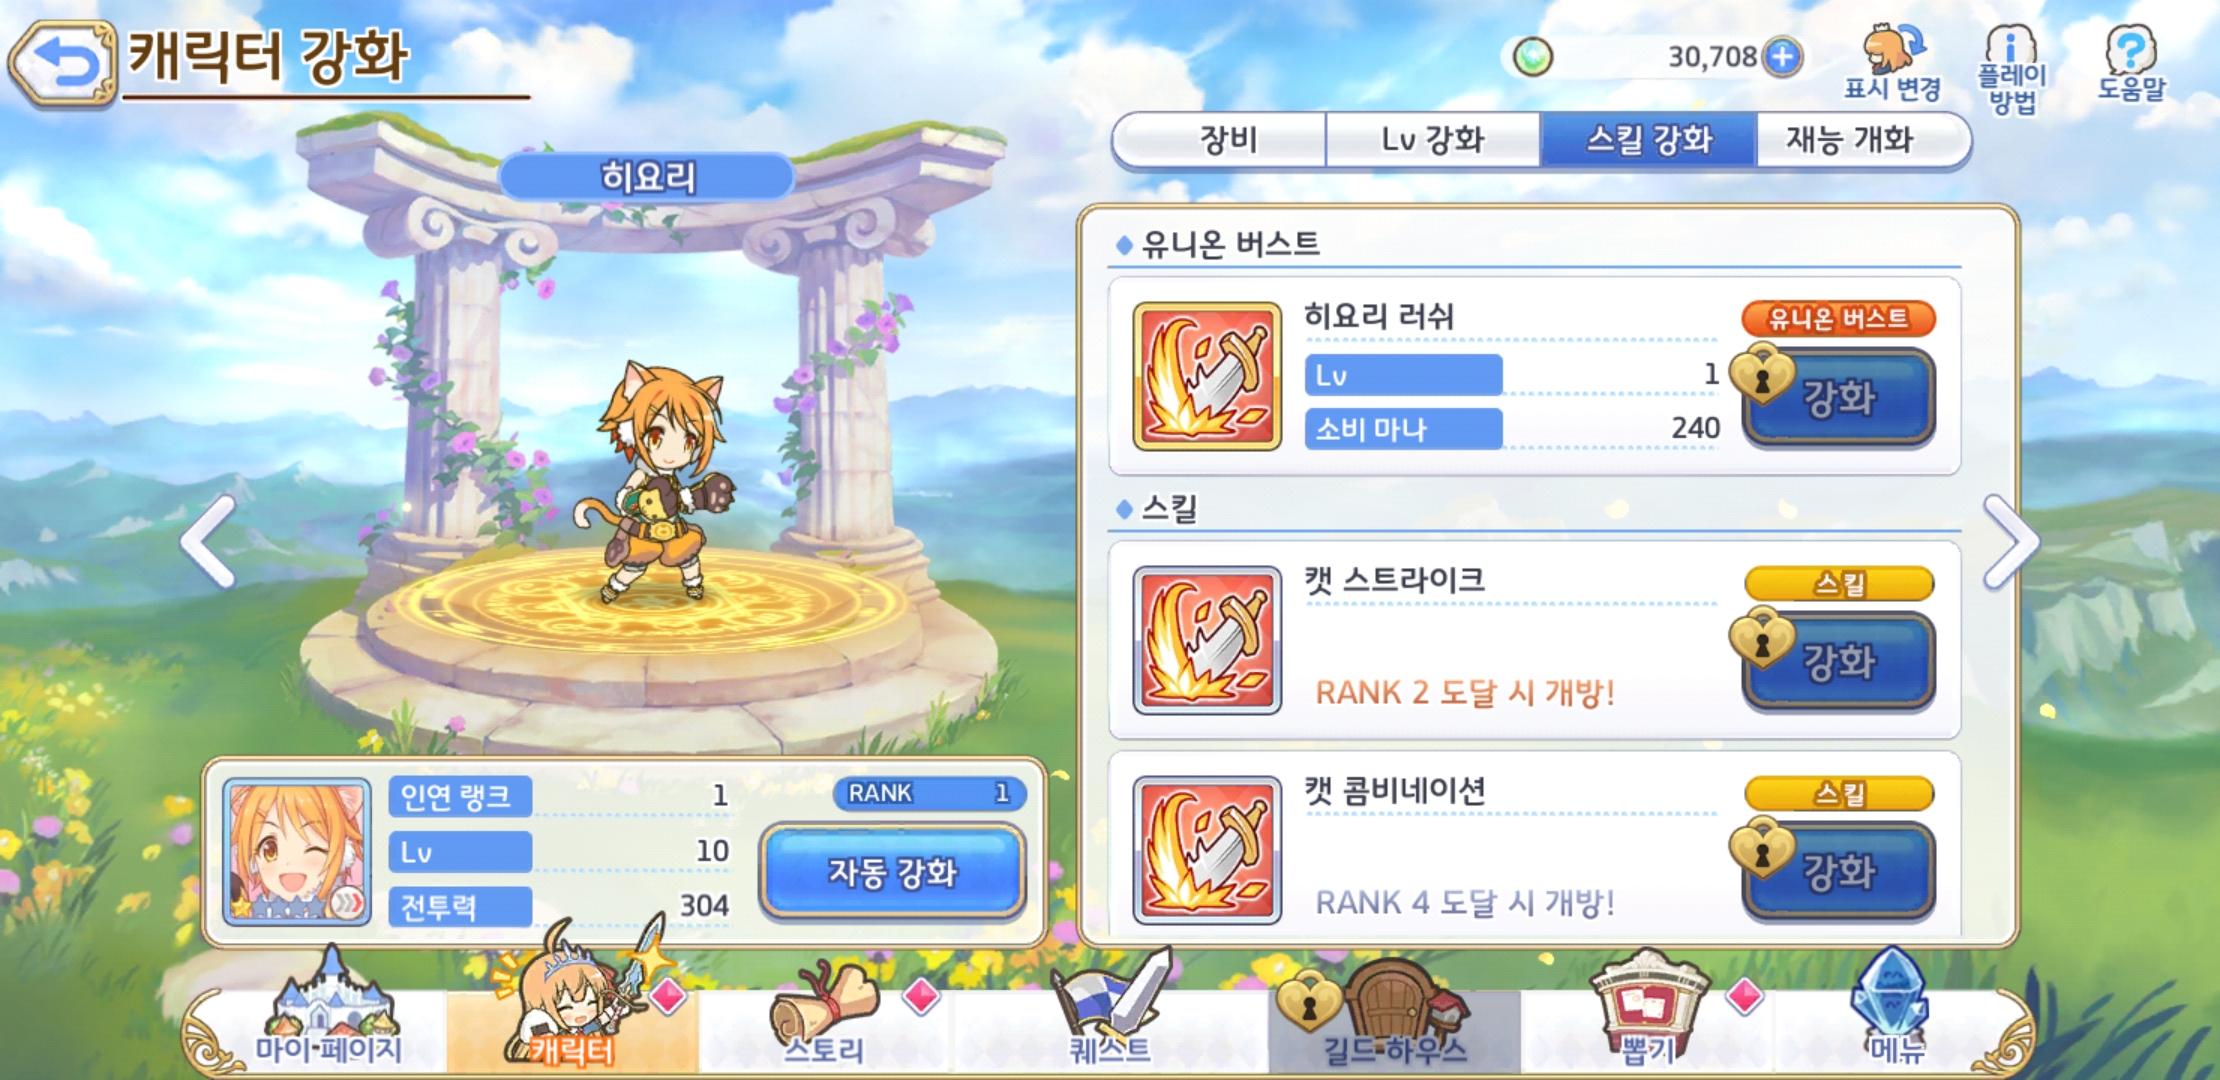 캐릭터 강화
30,708
표시 변경
플레이
방법
도움말
히요리
장비
Lv 강화
스킬 강화
재능 개화
유니온 버스트
히요리 러쉬
유니온 버스트
Lv 1
강화
소비 마나 240
스킬
캣 스트라이크
스킬
강화
RANK 2 도달 시 개방!
캣 콤비네이션
스킬
강화
RANK 4 도달 시 개방!
인연 랭크 1
RANK 1
Lv 10
자동 강화
전투력 304
마이 페이지
캐릭터
스토리
퀘스트
길드 하우스
뽑기
메뉴